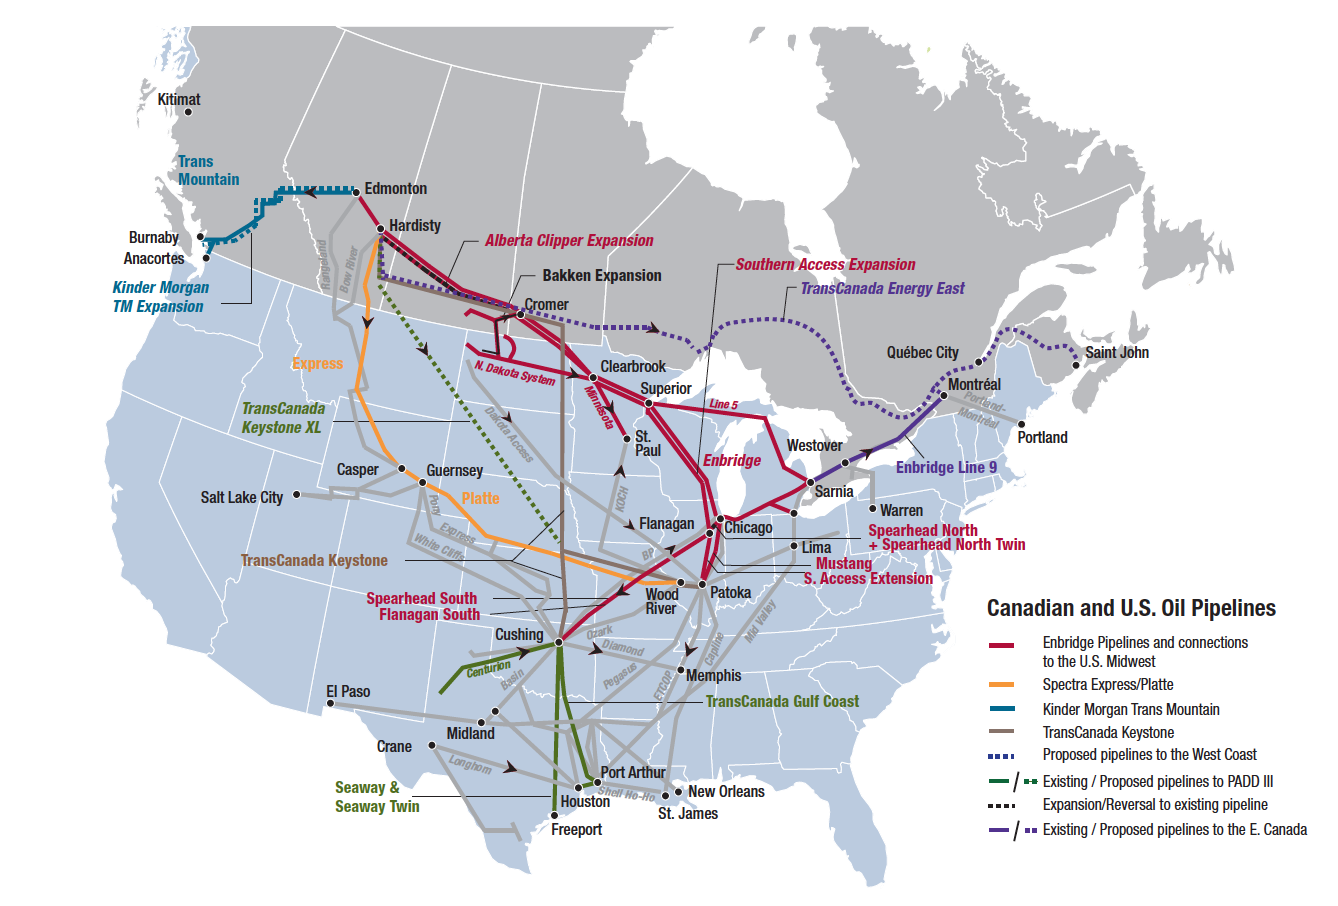 Kitimat
Trans
Mountain
Edmonton
Hardisty
Burnaby
Anacortes
Kinder Morgan
TM Expansion
Rangeland
Bow River
Alberta Clipper Expansion
Bakken Expansion
Cromer
Southern Access Expansion
TransCanada Energy East
Québec City
Saint John
Montréal
Portland-
Montréal
Portland
Express
N. Dakota System
Clearbrook
Superior
Minnesota
Line 5
TransCanada
Keystone XL
Dakota Access
St.
Paul
Enbridge
Westover
Enbridge Line 9
Sarnia
Casper
Guernsey
Salt Lake City
Platte
Pony
Express
White Cliffs
KOCH
Flanagan
Chicago
Warren
Spearhead North
+ Spearhead North Twin
BP
Lima
Mustang
S. Access Extension
TransCanada Keystone
Wood
River
Patoka
Spearhead South
Flanagan South
Cushing
Ozark
Diamond
Capline
Mid Valley
Centurion
Basin
Pegasus
ETCOP
Memphis
El Paso
TransCanada Gulf Coast
Midland
Crane
Longhorn
Port Arthur
Seaway &
Seaway Twin
Houston
Shell Ho-Ho
New Orleans
St. James
Freeport
Canadian and U.S. Oil Pipelines
Enbridge Pipelines and connections
to the U.S. Midwest
Spectra Express/Platte
Kinder Morgan Trans Mountain
TransCanada Keystone
Proposed pipelines to the West Coast
Existing / Proposed pipelines to PADD III
Expansion/Reversal to existing pipeline
Existing / Proposed pipelines to the E. Canada